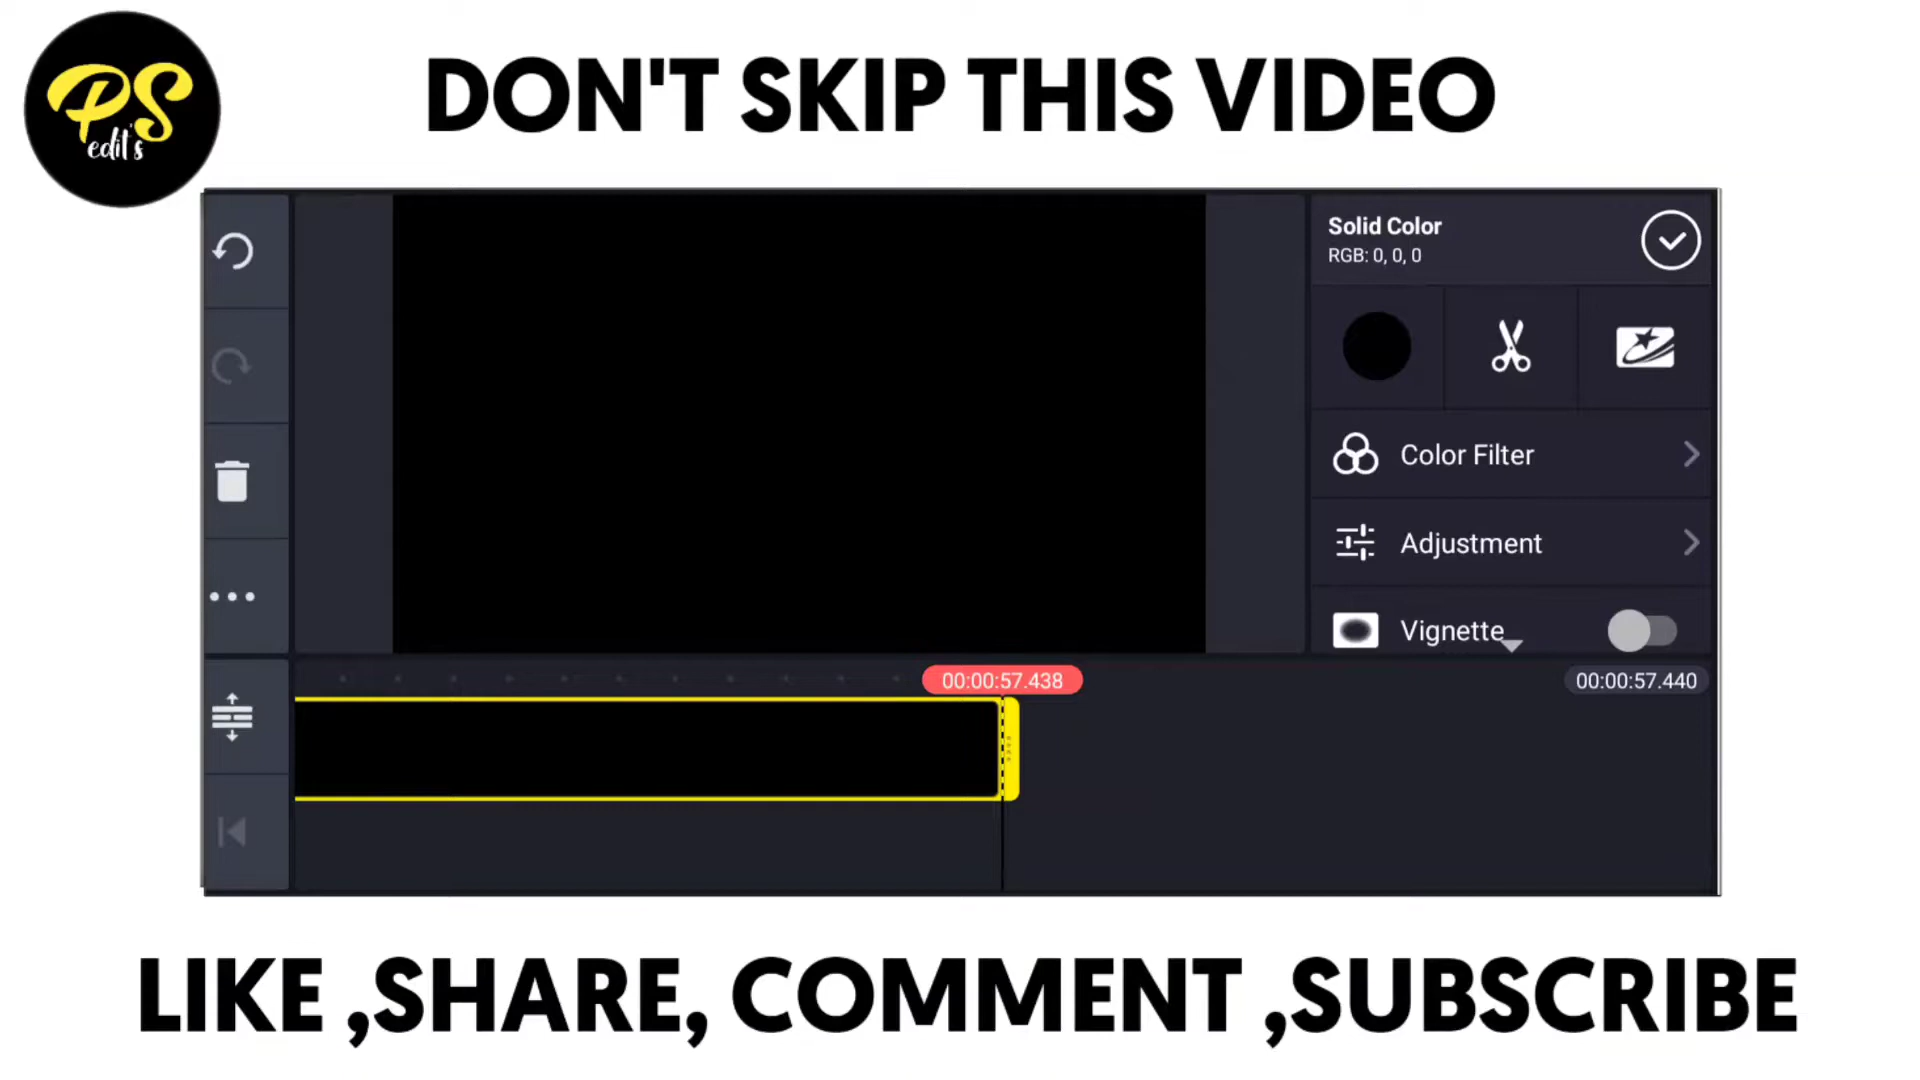 PS
edit's
DON'T SKIP THIS VIDEO
Solid Color
RGB: 0, 0, 0
Color Filter
Adjustment
Vignette
00:00:57.438
00:00:57.440
LIKE ,SHARE, COMMENT ,SUBSCRIBE